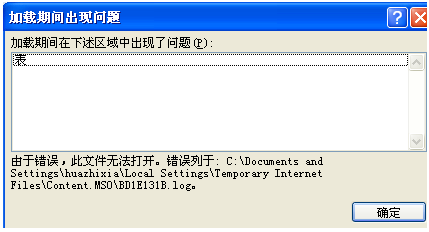 加载期间出现问题
加载期间在下述区域中出现了问题(P):
表
由于错误，此文件无法打开。错误列于: C:\Documents and
Settings\huazhixia\Local Settings\Temporary Internet
Files\Content.MSO\BD1E131B.log。
确定